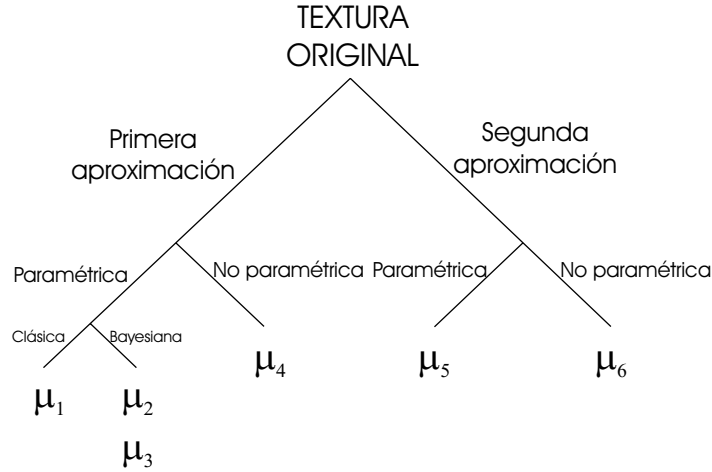 TEXTURA
ORIGINAL
Primera
aproximación
Segunda
aproximación
Paramétrica
No paramétrica
Paramétrica
No paramétrica
Clásica
Bayesiana
μ4
μ5
μ6
μ1
μ2
μ3